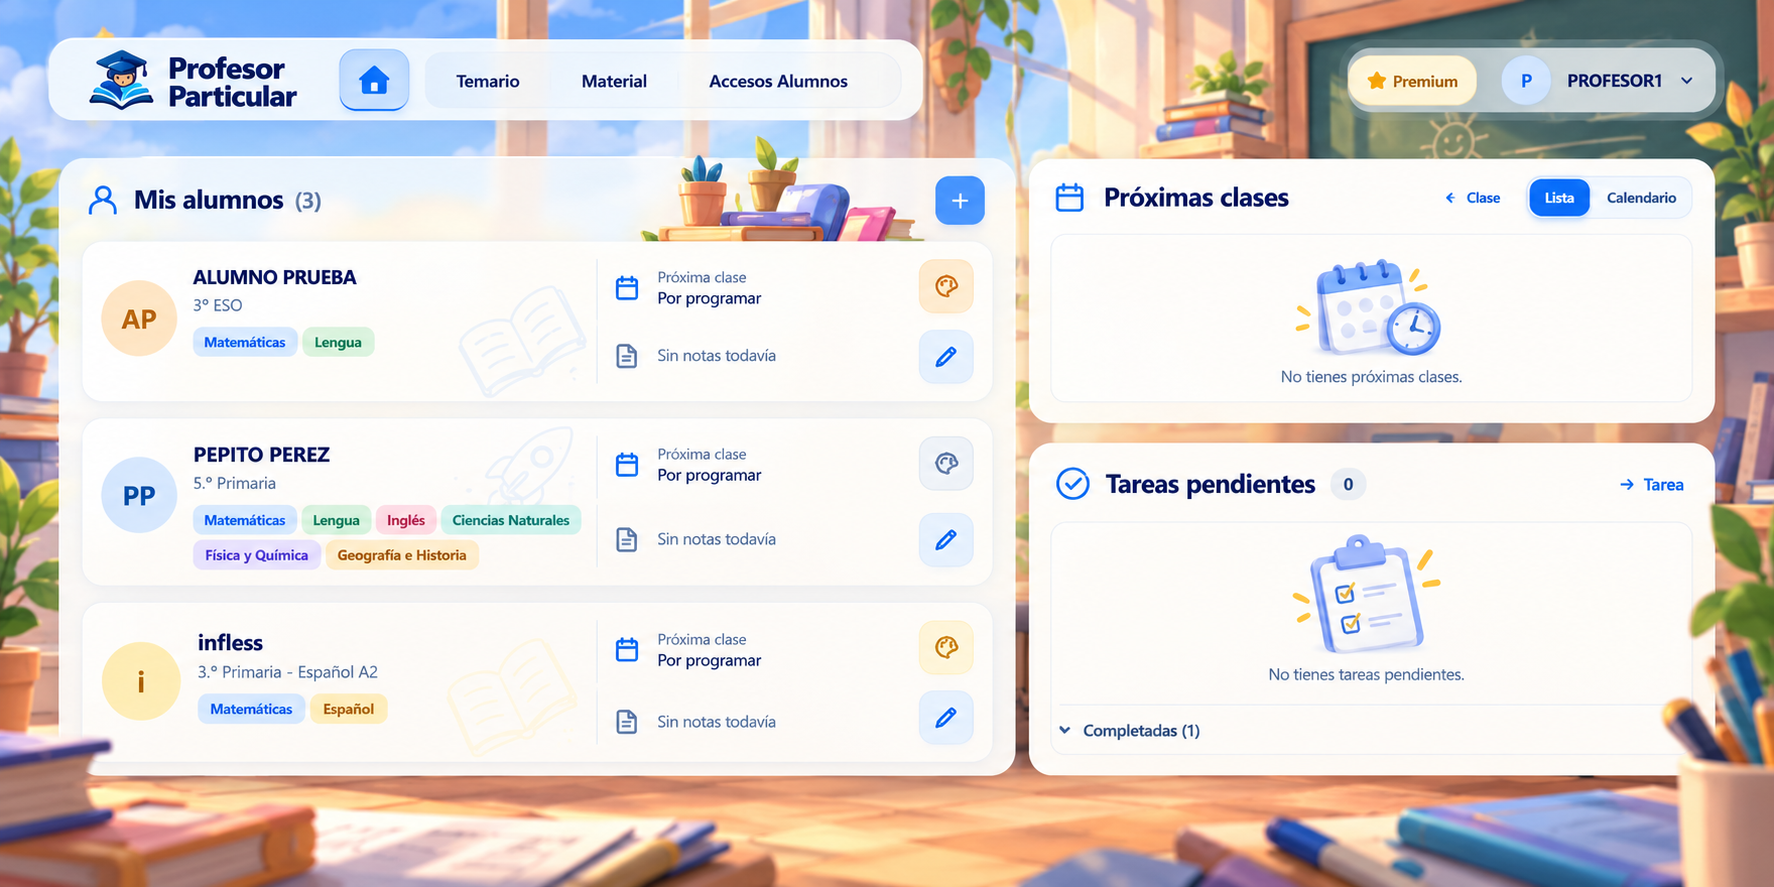 Profesor
Particular
Temario
Material
Accesos Alumnos
Premium
P
PROFESOR1
Mis alumnos (3)
AP
ALUMNO PRUEBA
3º ESO
Matemáticas
Lengua
Próxima clase
Por programar
Sin notas todavía
PP
PEPITO PEREZ
5.º Primaria
Matemáticas
Lengua
Inglés
Ciencias Naturales
Física y Química
Geografía e Historia
Próxima clase
Por programar
Sin notas todavía
i
infless
3.º Primaria - Español A2
Matemáticas
Español
Próxima clase
Por programar
Sin notas todavía
Próximas clases
Clase
Lista
Calendario
No tienes próximas clases.
Tareas pendientes
0
Tarea
No tienes tareas pendientes.
Completadas (1)